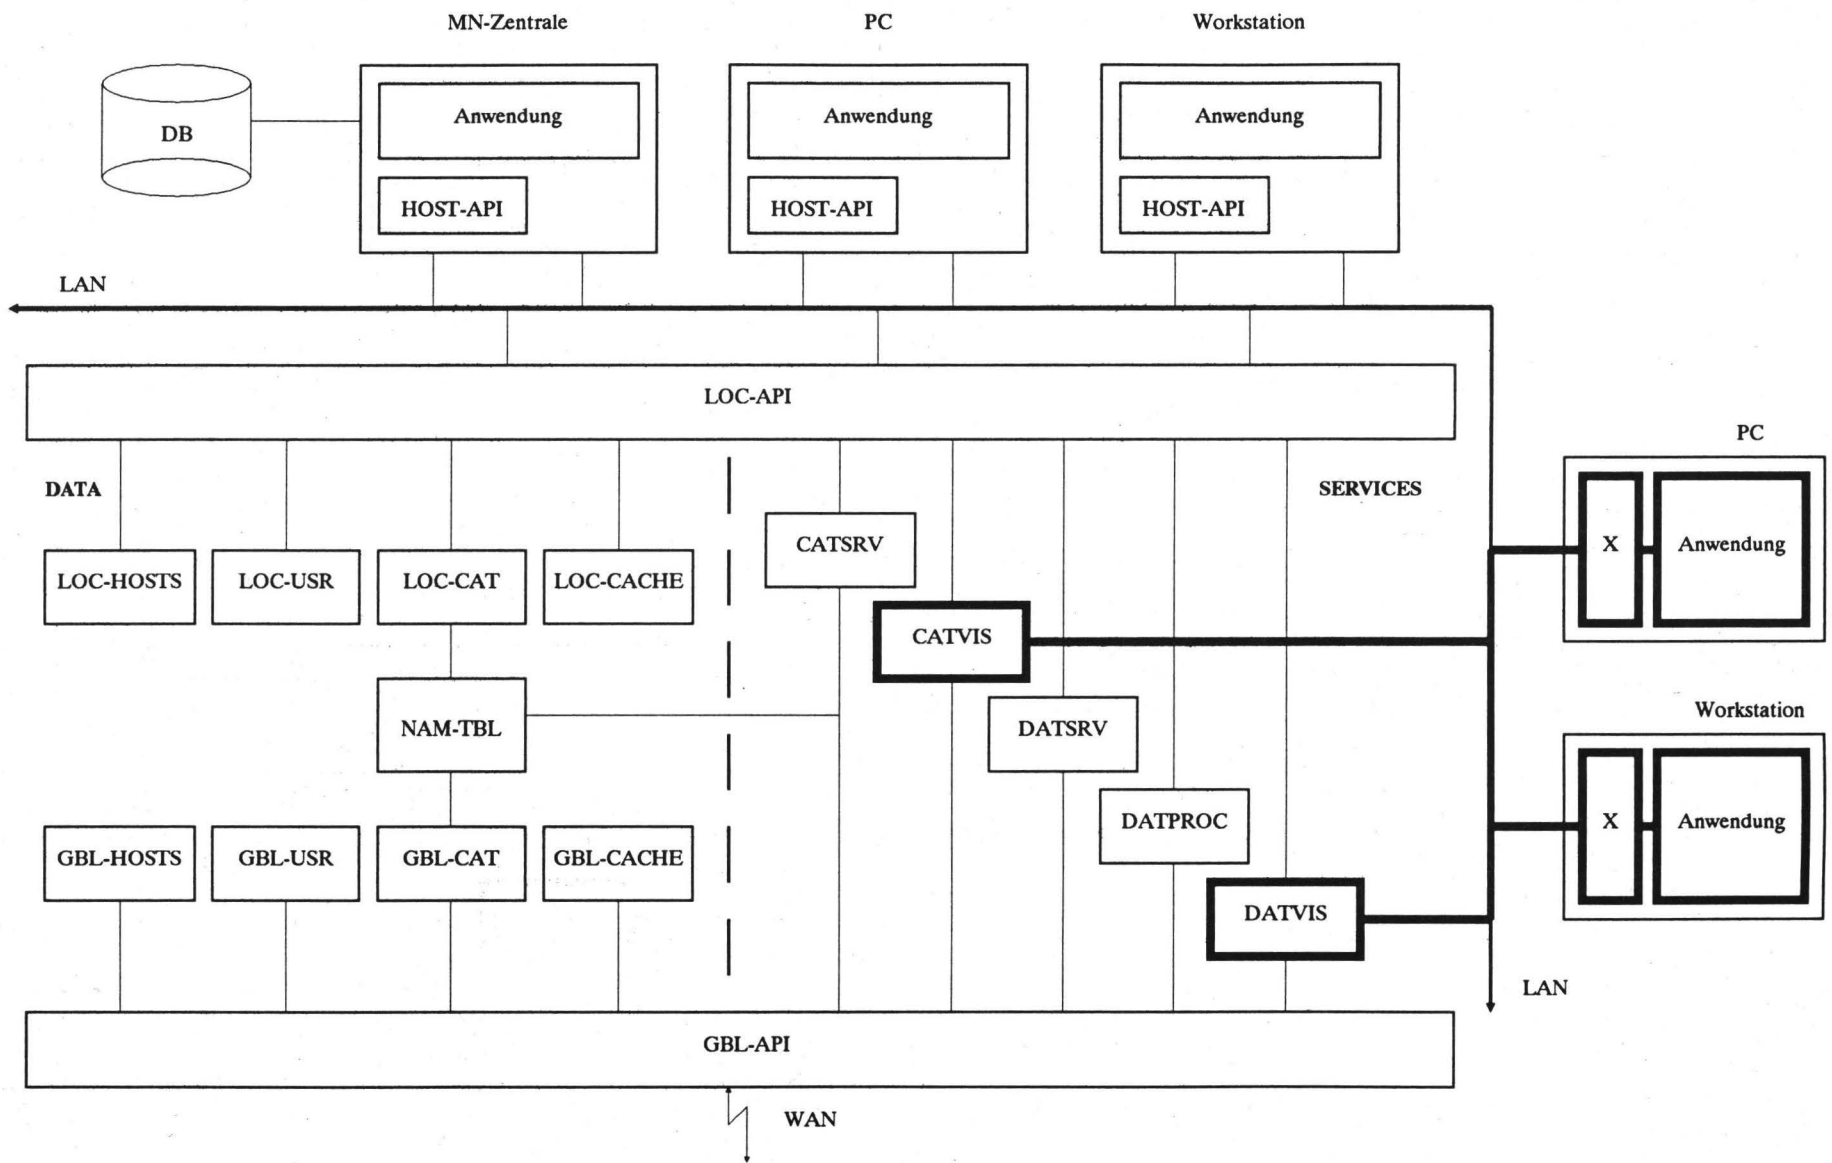 MN-Zentrale
PC
Workstation
DB
Anwendung
Anwendung
Anwendung
HOST-API
HOST-API
HOST-API
LAN
LOC-API
PC
DATA
SERVICES
CATSRV
X
Anwendung
LOC-HOSTS
LOC-USR
LOC-CAT
LOC-CACHE
CATVIS
NAM-TBL
DATSRV
Workstation
DATPROC
X
Anwendung
GBL-HOSTS
GBL-USR
GBL-CAT
GBL-CACHE
DATVIS
LAN
GBL-API
WAN